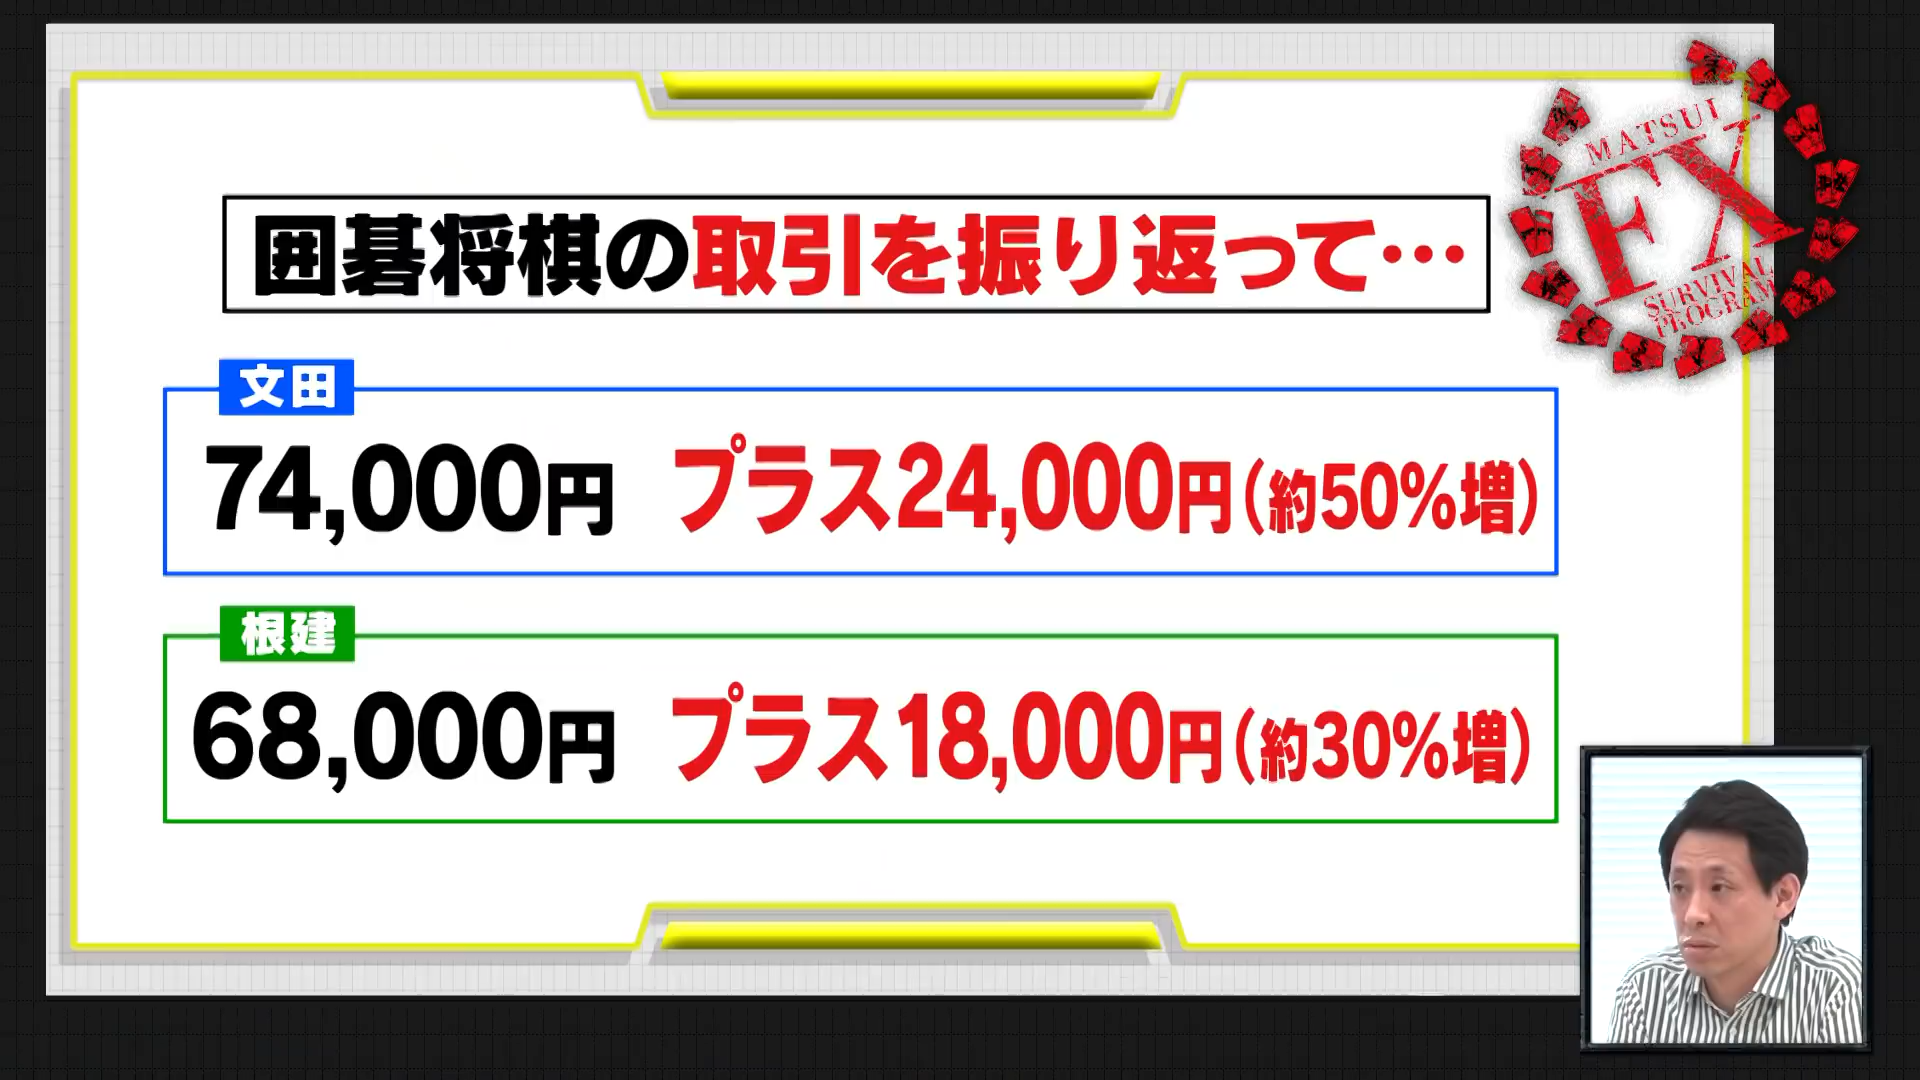 囲碁将棋の取引を振り返って…
MATSUI
FX
SURVIVAL
PROGRAM
文田
74,000円 プラス24,000円(約50%増)
根建
68,000円 プラス18,000円(約30%増)